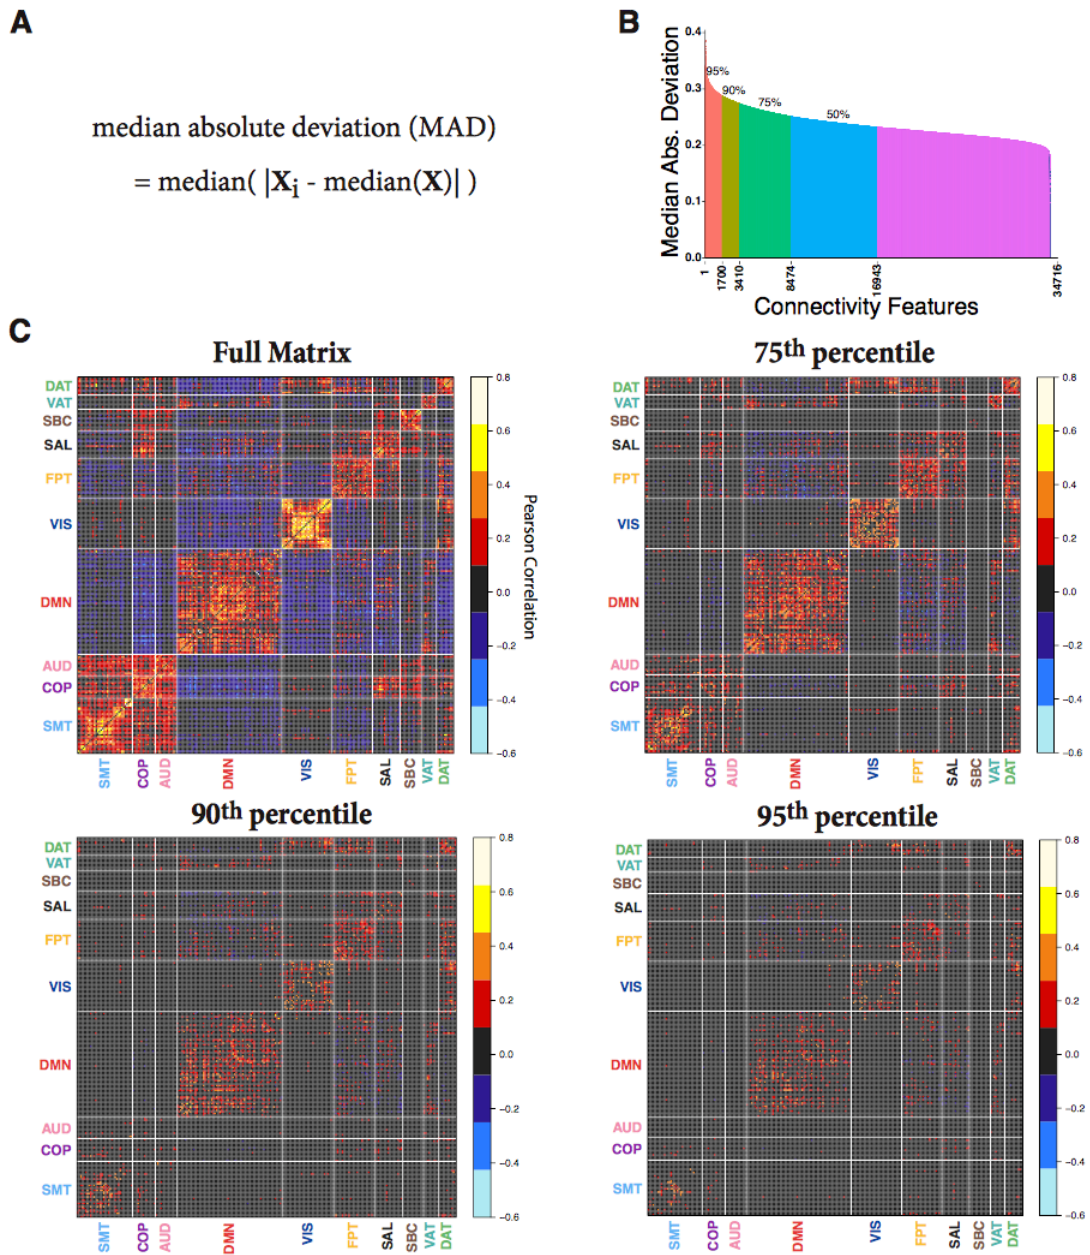 A
median absolute deviation (MAD)
= median( |Xi - median(X)| )
B
Median Abs. Deviation
0.4
0.3
0.2
0.1
0.0
95%
90%
75%
50%
1
1700
3410
8474
16943
34716
Connectivity Features
C
Full Matrix
DAT
VAT
SBC
SAL
FPT
VIS
DMN
AUD
COP
SMT
SMT COP AUD DMN VIS FPT SAL SBC VAT DAT
0.8
0.6
0.4
0.2
0.0
−0.2
−0.4
−0.6
Pearson Correlation
75th percentile
DAT
VAT
SBC
SAL
FPT
VIS
DMN
AUD
COP
SMT
SMT COP AUD DMN VIS FPT SAL SBC VAT DAT
0.8
0.6
0.4
0.2
0.0
−0.2
−0.4
−0.6
90th percentile
DAT
VAT
SBC
SAL
FPT
VIS
DMN
AUD
COP
SMT
SMT COP AUD DMN VIS FPT SAL SBC VAT DAT
0.8
0.6
0.4
0.2
0.0
−0.2
−0.4
−0.6
95th percentile
DAT
VAT
SBC
SAL
FPT
VIS
DMN
AUD
COP
SMT
SMT COP AUD DMN VIS FPT SAL SBC VAT DAT
0.8
0.6
0.4
0.2
0.0
−0.2
−0.4
−0.6